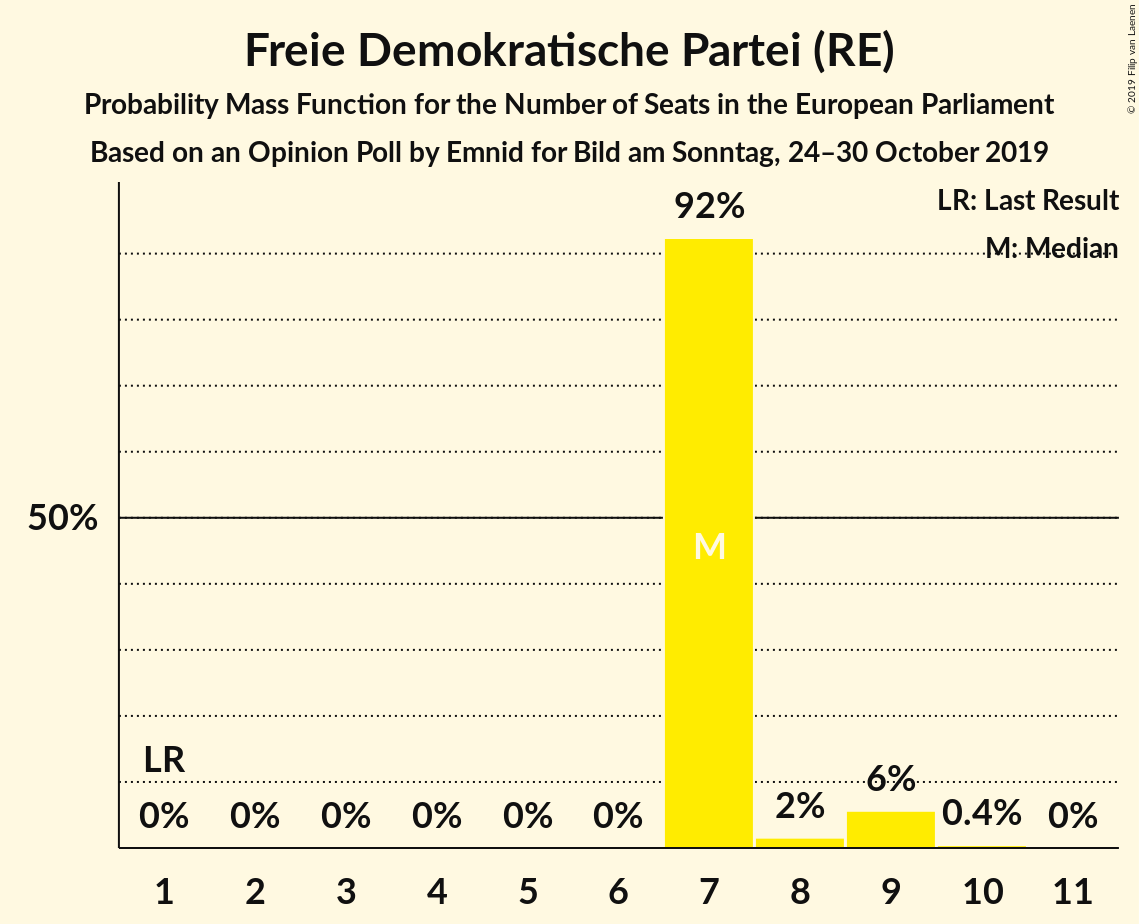 Freie Demokratische Partei (RE)
Probability Mass Function for the Number of Seats in the European Parliament
Based on an Opinion Poll by Emnid for Bild am Sonntag, 24–30 October 2019
© 2019 Filip van Laenen
LR: Last Result
M: Median
92%
50%
M
LR
0% 0% 0% 0% 0% 0% 2% 6% 0.4% 0%
1 2 3 4 5 6 7 8 9 10 11